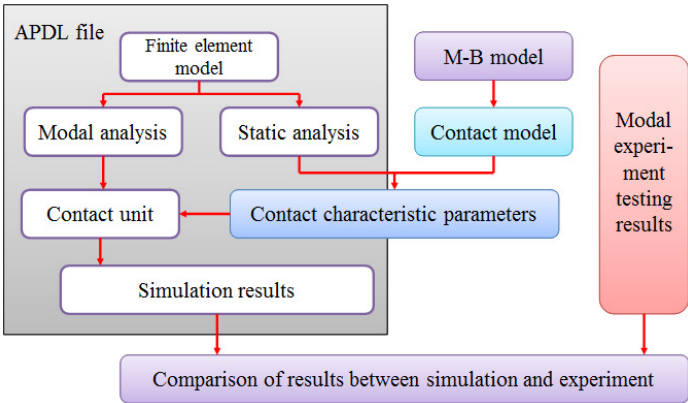 APDL file
Finite element
model
M-B model
Modal analysis
Static analysis
Contact model
Modal
experi-
ment
testing
results
Contact unit
Contact characteristic parameters
Simulation results
Comparison of results between simulation and experiment